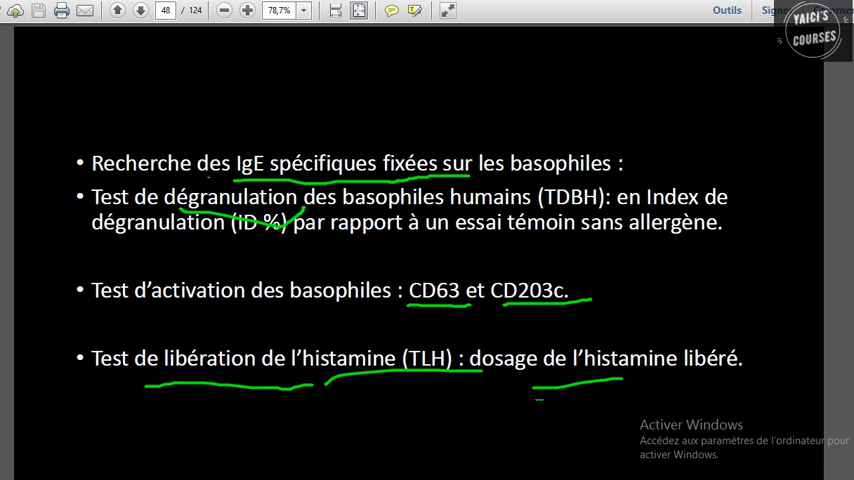 48 / 124
78,7%
Outils
YAICI'S
COURSES
• Recherche des IgE spécifiques fixées sur les basophiles :
• Test de dégranulation des basophiles humains (TDBH): en Index de
dégranulation (ID %) par rapport à un essai témoin sans allergène.
• Test d’activation des basophiles : CD63 et CD203c.
• Test de libération de l’histamine (TLH) : dosage de l’histamine libéré.
Activer Windows
Accédez aux paramètres de l'ordinateur pour
activer Windows.